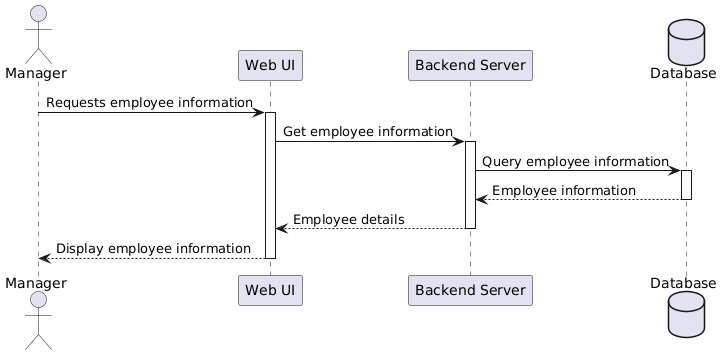 Manager
Web UI
Backend Server
Database
Requests employee information
Get employee information
Query employee information
Employee information
Employee details
Display employee information
Manager
Web UI
Backend Server
Database